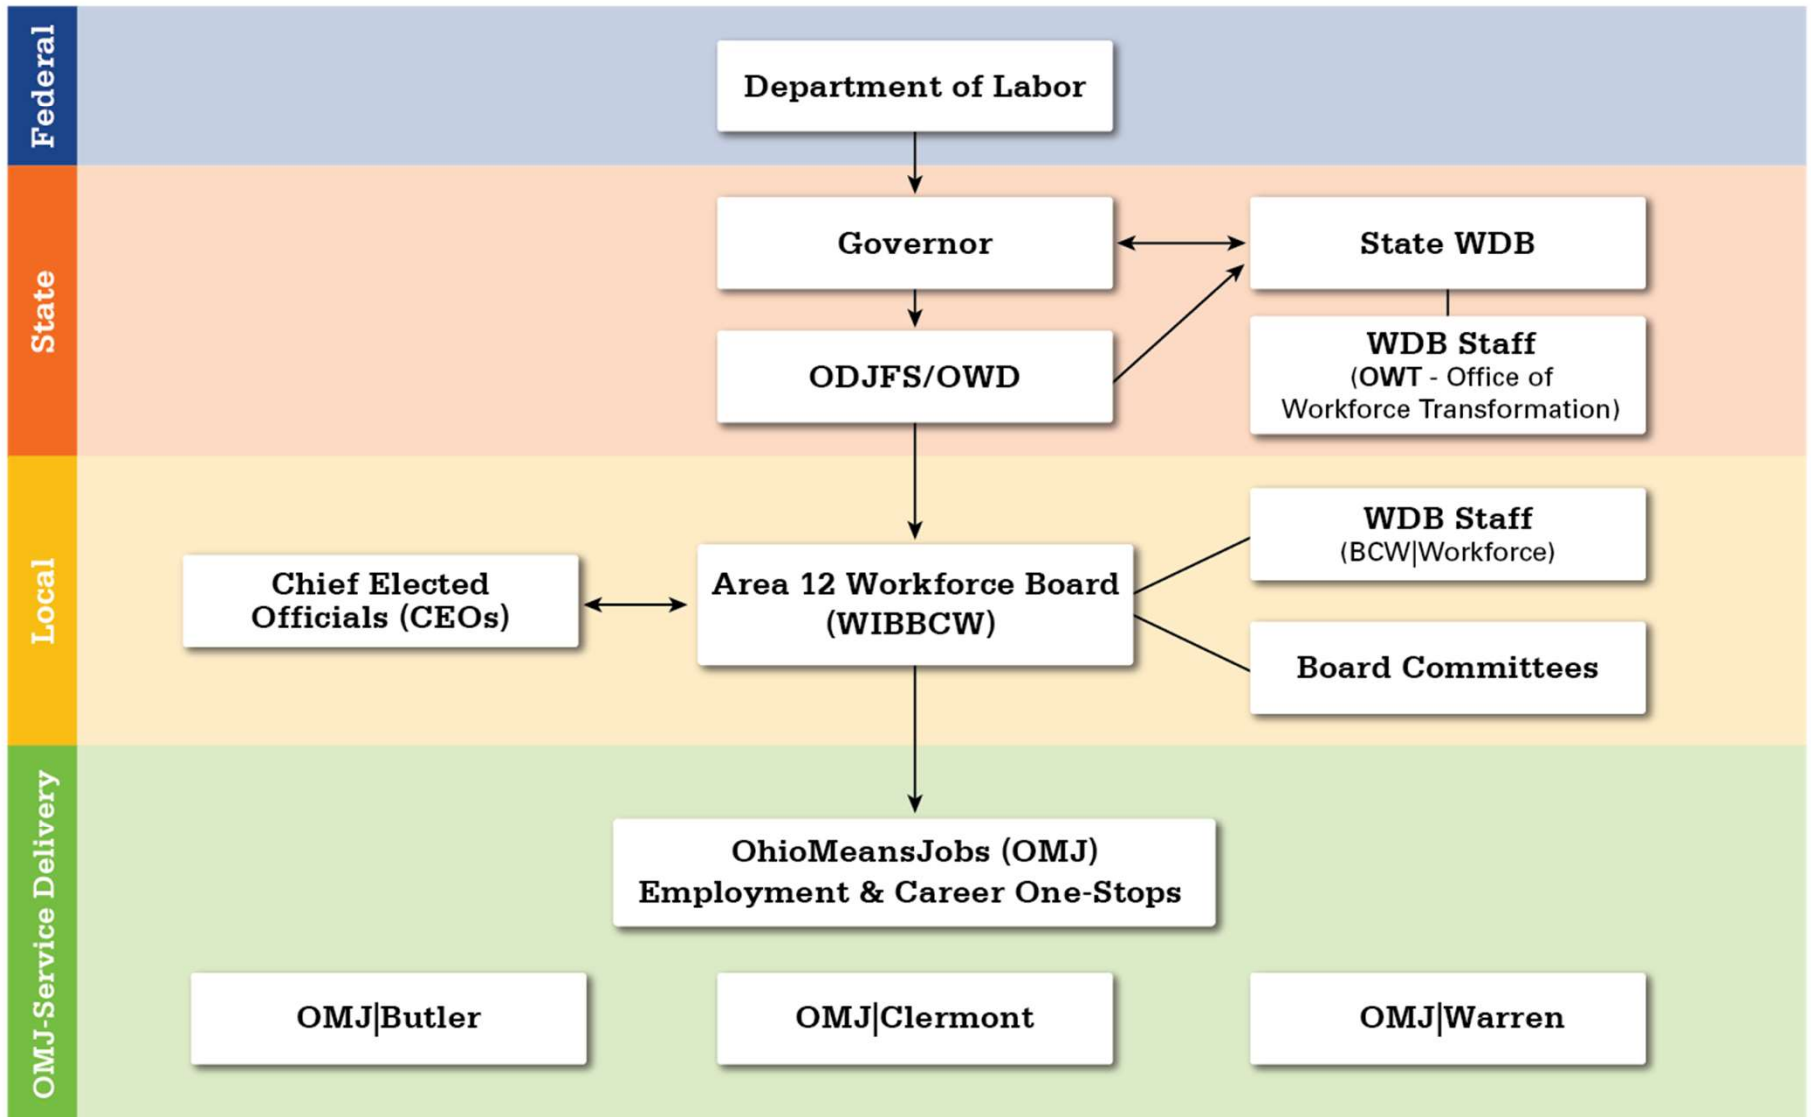 Federal
Department of Labor
State
Governor
State WDB
ODJFS/OWD
WDB Staff
(OWT - Office of
Workforce Transformation)
Local
Chief Elected
Officials (CEOs)
Area 12 Workforce Board
(WIBBCW)
WDB Staff
(BCW|Workforce)
Board Committees
OMJ-Service Delivery
OhioMeansJobs (OMJ)
Employment & Career One-Stops
OMJ|Butler
OMJ|Clermont
OMJ|Warren